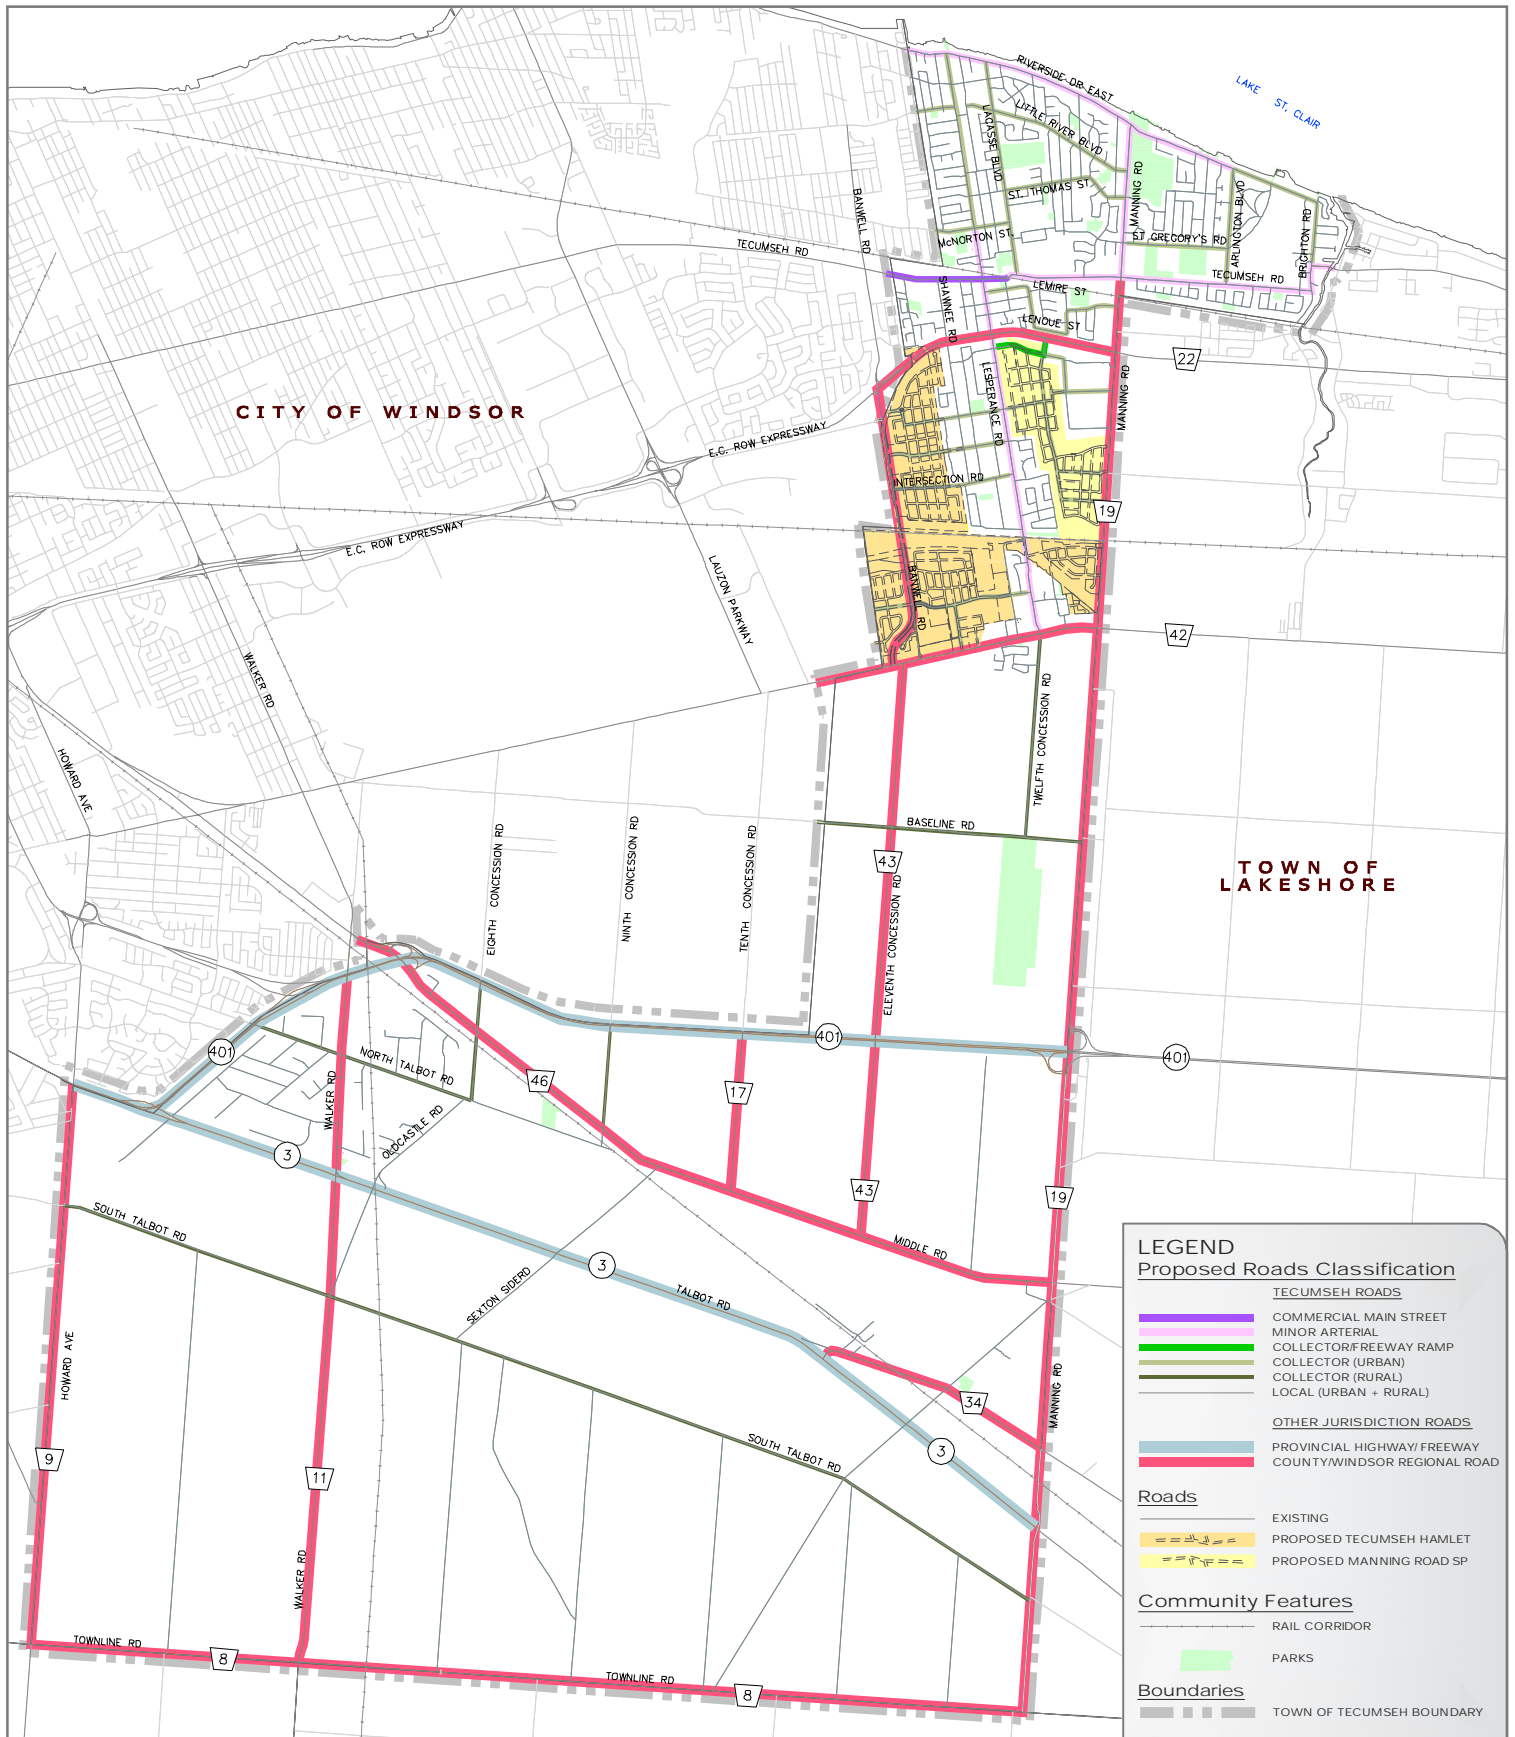 RIVERSIDE DR EAST
LAKE ST. CLAIR
LITTLE RIVER BLVD
LACASSE BLVD
MANNING RD
ST. THOMAS ST
BANWELL RD
McNORTON ST.
ST GREGORY'S RD
ARLINGTON BLVD
BRIGHTON RD
TECUMSEH RD
TECUMSEH RD
LEMIRE ST
SHAWNEE RD
LENOUE ST
22
LESPERANCE RD
MANNING RD
CITY OF WINDSOR
E.C. ROW EXPRESSWAY
INTERSECTION RD
19
E.C. ROW EXPRESSWAY
LAUZON PARKWAY
BANWELL RD
42
WALKER RD
TWELFTH CONCESSION RD
HOWARD AVE
BASELINE RD
EIGHTH CONCESSION RD
NINTH CONCESSION RD
TENTH CONCESSION RD
43
ELEVENTH CONCESSION RD
TOWN OF
LAKESHORE
401
401
401
NORTH TALBOT RD
WALKER RD
46
17
OLDCASTLE RD
3
43
19
SOUTH TALBOT RD
MIDDLE RD
3
SEXTON SIDERD
TALBOT RD
HOWARD AVE
MANNING RD
34
SOUTH TALBOT RD
3
9
11
WALKER RD
TOWNLINE RD
8
TOWNLINE RD
8
LEGEND
Proposed Roads Classification
TECUMSEH ROADS
COMMERCIAL MAIN STREET
MINOR ARTERIAL
COLLECTOR/FREEWAY RAMP
COLLECTOR (URBAN)
COLLECTOR (RURAL)
LOCAL (URBAN + RURAL)
OTHER JURISDICTION ROADS
PROVINCIAL HIGHWAY/ FREEWAY
COUNTY/WINDSOR REGIONAL ROAD
Roads
EXISTING
PROPOSED TECUMSEH HAMLET
PROPOSED MANNING ROAD SP
Community Features
RAIL CORRIDOR
PARKS
Boundaries
TOWN OF TECUMSEH BOUNDARY